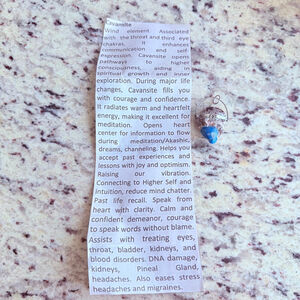 Cavansite
Wind element Associated
with the throat and third eye
chakras. It enhances
communication and self
expression. Cavansite opens
pathways to higher
consciousness, aiding in
spiritual growth and inner
exploration. During major life
changes, Cavansite fills you
with courage and confidence.
It radiates warm and heartfelt
energy, making it excellent for
meditation. Opens heart
center for information to flow
during meditation/Akashic,
dreams, channeling. Helps you
accept past experiences and
lessons with joy and optimism.
Raising our vibration.
Connecting to Higher Self and
Intuition, reduce mind chatter.
Past life recall. Speak from
heart with clarity. Calm and
confident demeanor, courage
to speak words without blame.
Assists with treating eyes,
throat, bladder, kidneys, and
blood disorders. DNA damage,
kidneys, Pineal Gland,
headaches. Also eases stress
headaches and migraines.